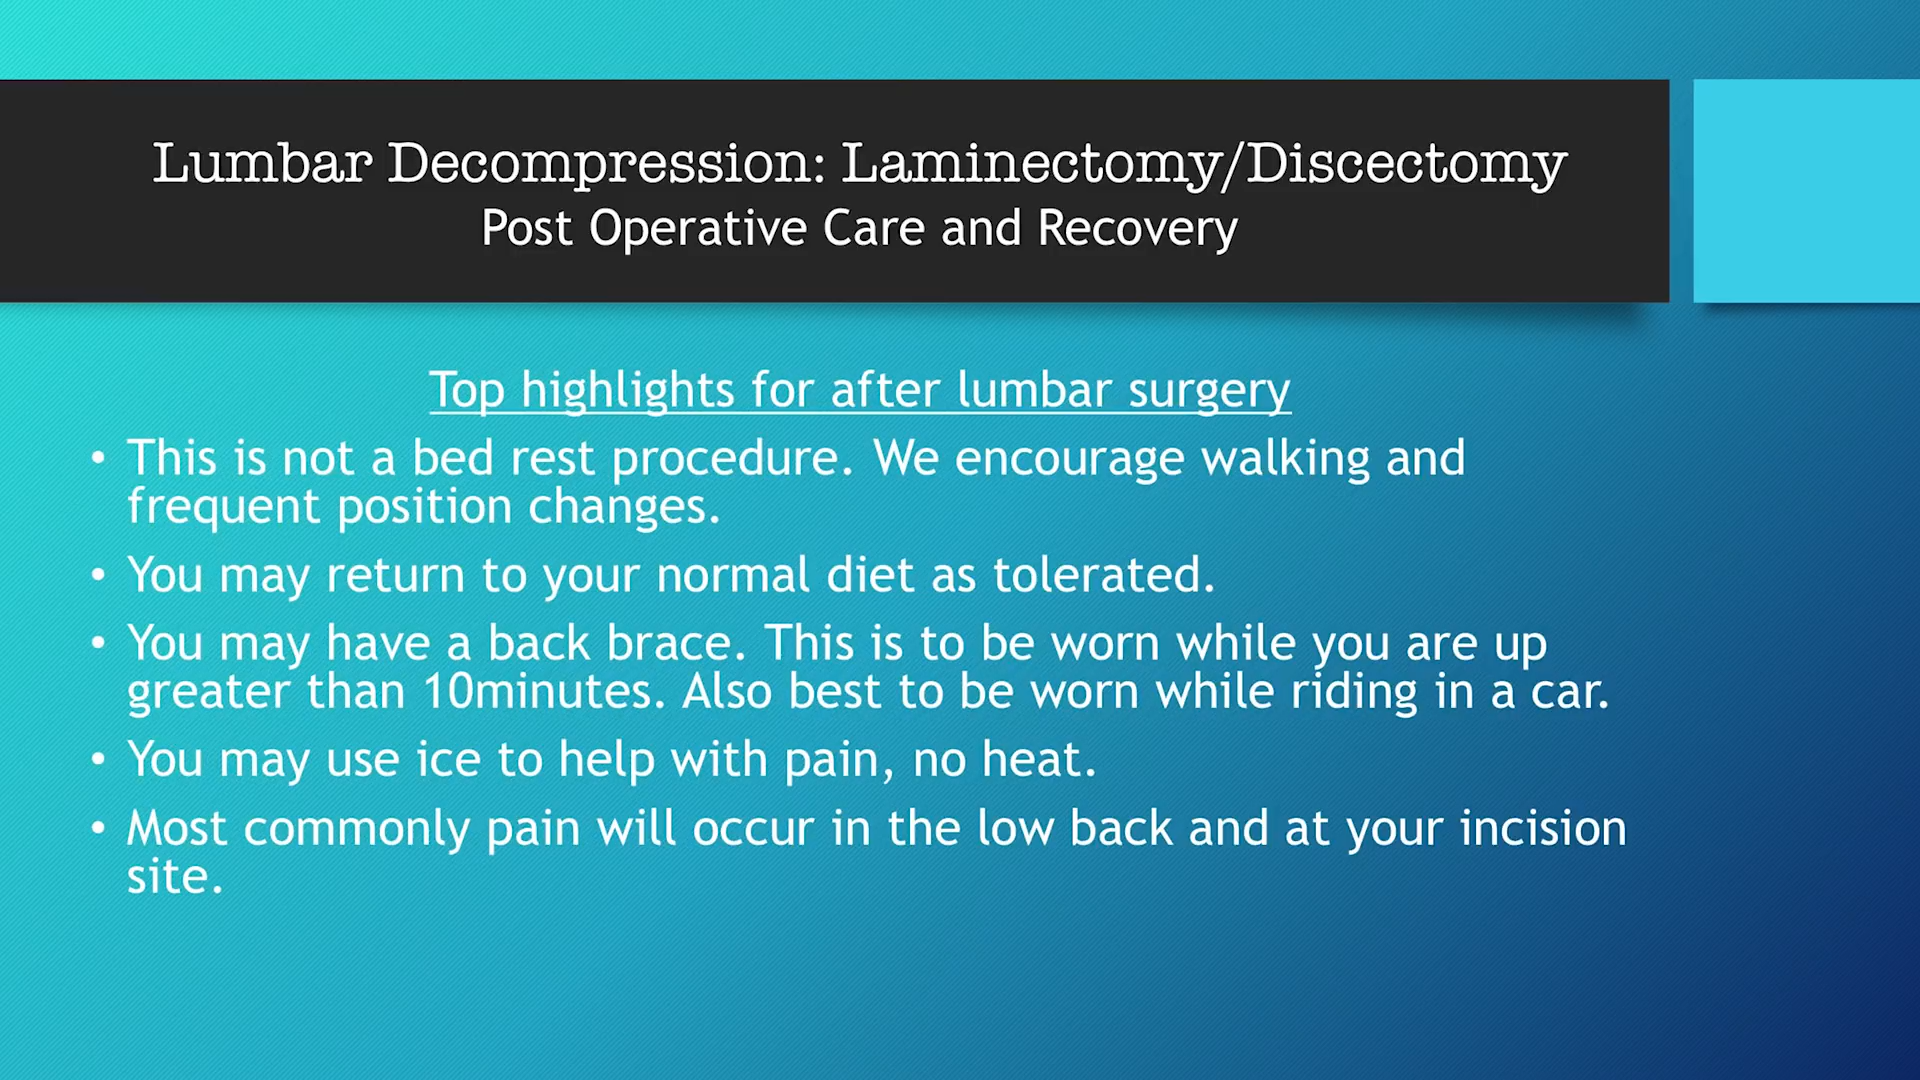 Lumbar Decompression: Laminectomy/Discectomy
Post Operative Care and Recovery
Top highlights for after lumbar surgery
• This is not a bed rest procedure. We encourage walking and
frequent position changes.
• You may return to your normal diet as tolerated.
• You may have a back brace. This is to be worn while you are up
greater than 10minutes. Also best to be worn while riding in a car.
• You may use ice to help with pain, no heat.
• Most commonly pain will occur in the low back and at your incision
site.